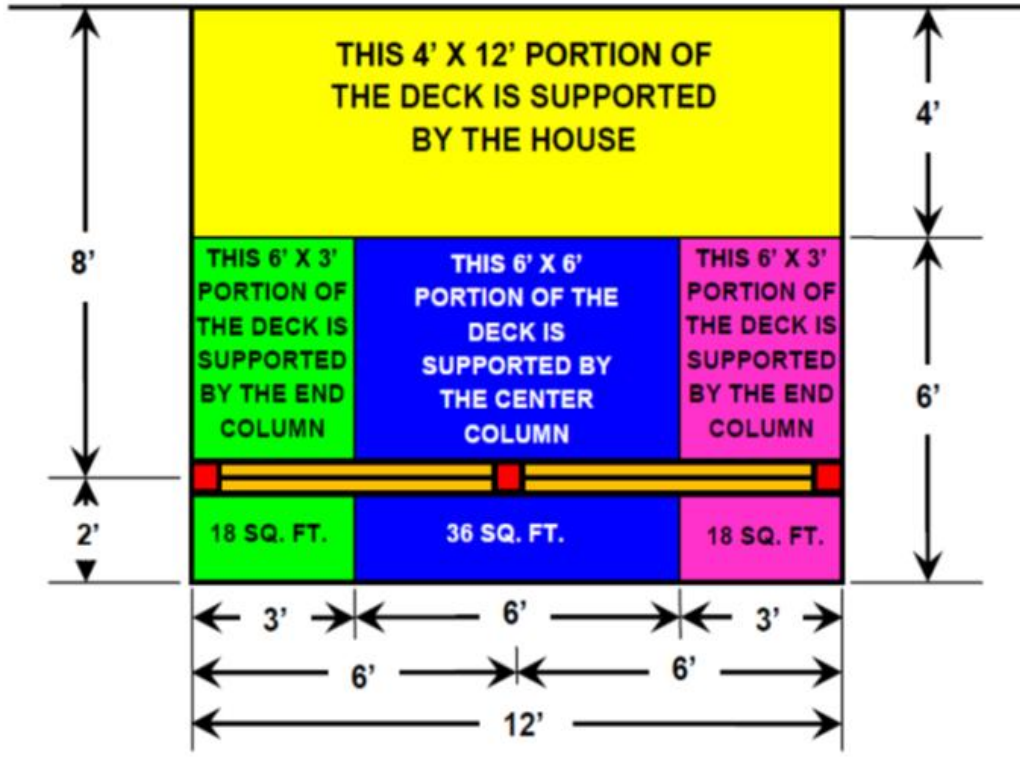 THIS 4' X 12' PORTION OF
THE DECK IS SUPPORTED
BY THE HOUSE
4'
8'
THIS 6' X 3'
PORTION OF
THE DECK IS
SUPPORTED
BY THE END
COLUMN
THIS 6' X 6'
PORTION OF THE
DECK IS
SUPPORTED BY
THE CENTER
COLUMN
THIS 6' X 3'
PORTION OF
THE DECK IS
SUPPORTED
BY THE END
COLUMN
6'
2'
18 SQ. FT.
36 SQ. FT.
18 SQ. FT.
3'
6'
3'
6'
6'
12'